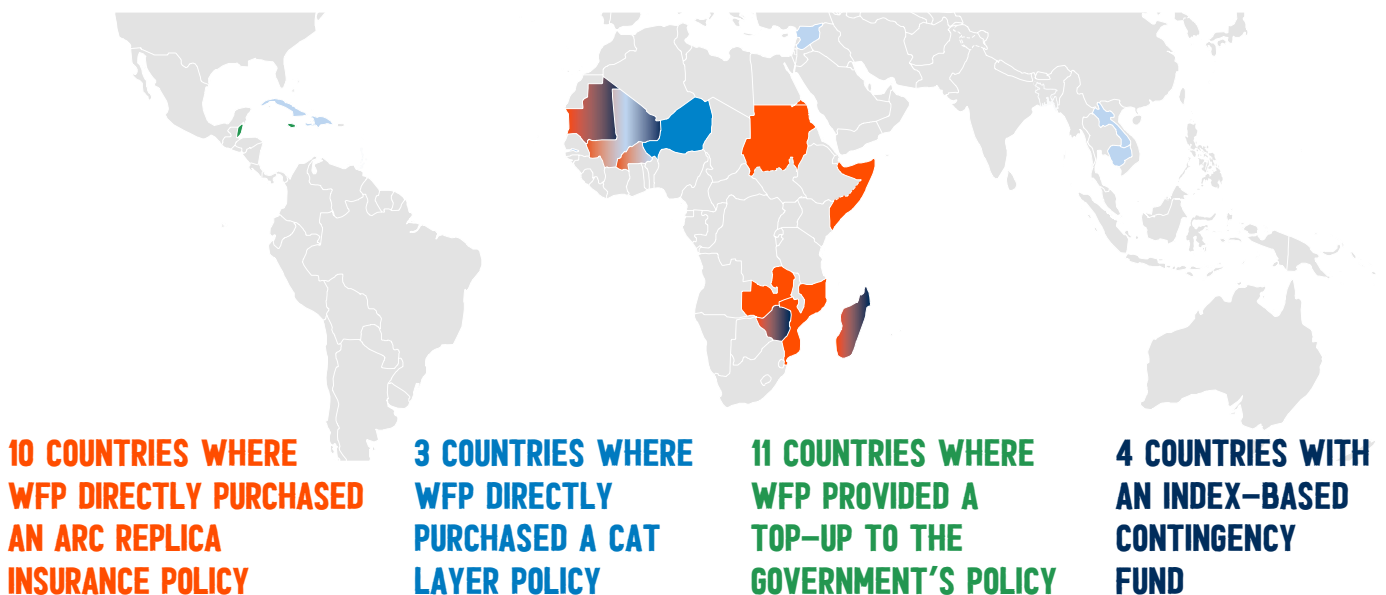 10 COUNTRIES WHERE
WFP DIRECTLY PURCHASED
AN ARC REPLICA
INSURANCE POLICY
3 COUNTRIES WHERE
WFP DIRECTLY
PURCHASED A CAT
LAYER POLICY
11 COUNTRIES WHERE
WFP PROVIDED A
TOP-UP TO THE
GOVERNMENT'S POLICY
4 COUNTRIES WITH
AN INDEX-BASED
CONTINGENCY
FUND